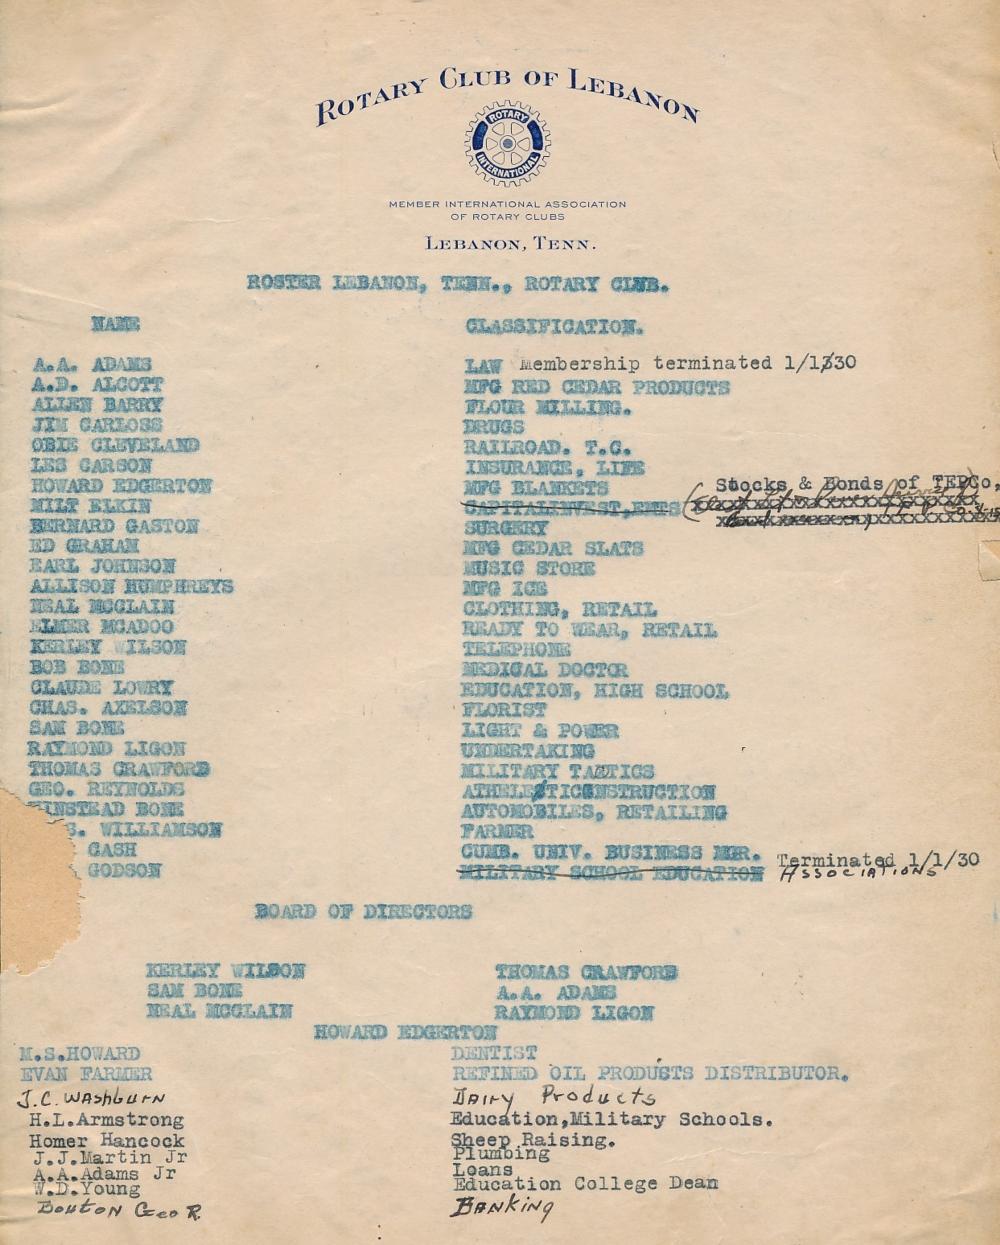 ROTARY CLUB OF LEBANON
ROTARY
INTERNATIONAL
MEMBER INTERNATIONAL ASSOCIATION
OF ROTARY CLUBS
LEBANON, TENN.
ROSTER LEBANON, TENN., ROTARY CLUB.
NAME CLASSIFICATION.
A.A. ADAMS LAW Membership terminated 1/1/30
A.D. ALCOTT MFG RED CEDAR PRODUCTS
ALLEN BARRY FLOUR MILLING.
JIM CARLOSS DRUGS
OBIE CLEVELAND RAILROAD. T.C.
LES CARSON INSURANCE, LIFE
HOWARD EDGERTON MFG BLANKETS Stocks & Bonds of TEPCo,
MILT ELKIN CAPITALINVEST,ENTS
BERNARD GASTON SURGERY
ED GRAHAM MFG CEDAR SLATS
EARL JOHNSON MUSIC STORE
ALLISON HUMPHREYS MFG ICE
NEAL MCCLAIN CLOTHING, RETAIL
ELMER MCADOO READY TO WEAR, RETAIL
KERLEY WILSON TELEPHONE
BOB BONE MEDICAL DOCTOR
CLAUDE LOWRY EDUCATION, HIGH SCHOOL
CHAS. AXELSON FLORIST
SAM BONE LIGHT & POWER
RAYMOND LIGON UNDERTAKING
THOMAS CRAWFORD MILITARY TACTICS
GEO. REYNOLDS ATHELETICINSTRUCTION
INSTEAD BONE AUTOMOBILES, RETAILING
S. WILLIAMSON FARMER
CASH CUMB. UNIV. BUSINESS MGR.
GODSON MILITARY SCHOOL EDUCATION Terminated 1/1/30
ASSOCIATIONS
BOARD OF DIRECTORS
KERLEY WILSON THOMAS CRAWFORD
SAM BONE A.A. ADAMS
NEAL MCCLAIN RAYMOND LIGON
HOWARD EDGERTON
M.S.HOWARD DENTIST
EVAN FARMER REFINED OIL PRODUCTS DISTRIBUTOR.
J.C. WAShburN DAIry Products
H.L.Armstrong Education,Military Schools.
Homer Hancock Sheep Raising.
J.J.Martin Jr Plumbing
A.A.Adams Jr Loans
W.D.Young Education College Dean
Bouton Geo R. BANKING